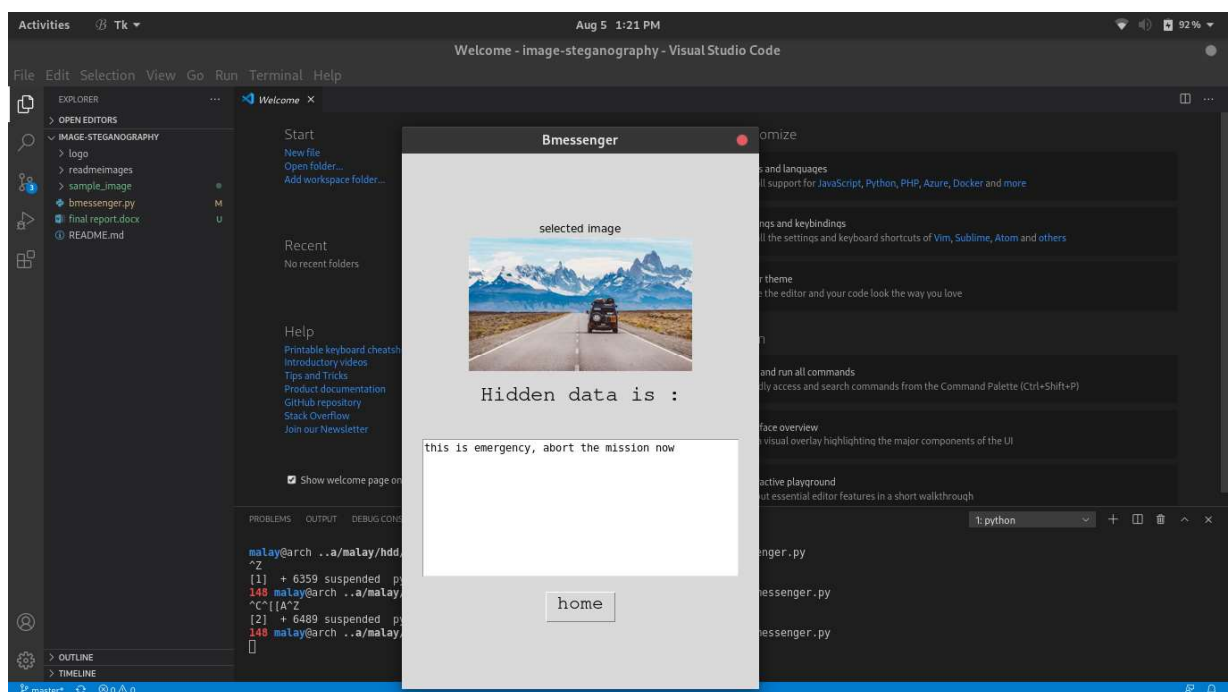 Activities Tk
Aug 5 1:21 PM
92%
Welcome - image-steganography - Visual Studio Code
File Edit Selection View Go Run Terminal Help
EXPLORER
Welcome
OPEN EDITORS
IMAGE-STEGANOGRAPHY
logo
readmeimages
sample_image
bmessenger.py M
final report.docx U
README.md
OUTLINE
TIMELINE
3
Start
New file
Open folder...
Add workspace folder...
Recent
No recent folders
Help
Printable keyboard cheatsh
Introductory videos
Tips and Tricks
Product documentation
GitHub repository
Stack Overflow
Join our Newsletter
Show welcome page on
Bmessenger
selected image
Hidden data is :
this is emergency, abort the mission now
home
omize
s and languages
ll support for JavaScript, Python, PHP, Azure, Docker and more
ngs and keybindings
ll the settings and keyboard shortcuts of Vim, Sublime, Atom and others
r theme
e the editor and your code look the way you love
n
and run all commands
dly access and search commands from the Command Palette (Ctrl+Shift+P)
face overview
a visual overlay highlighting the major components of the UI
active playground
out essential editor features in a short walkthrough
PROBLEMS OUTPUT DEBUG CONS
1: python
malay@arch ..a/malay/hdd/ enger.py
^Z
[1] + 6359 suspended py
148 malay@arch ..a/malay/ messenger.py
^C^[[A^Z
[2] + 6489 suspended py
148 malay@arch ..a/malay/ messenger.py
master* 0 0